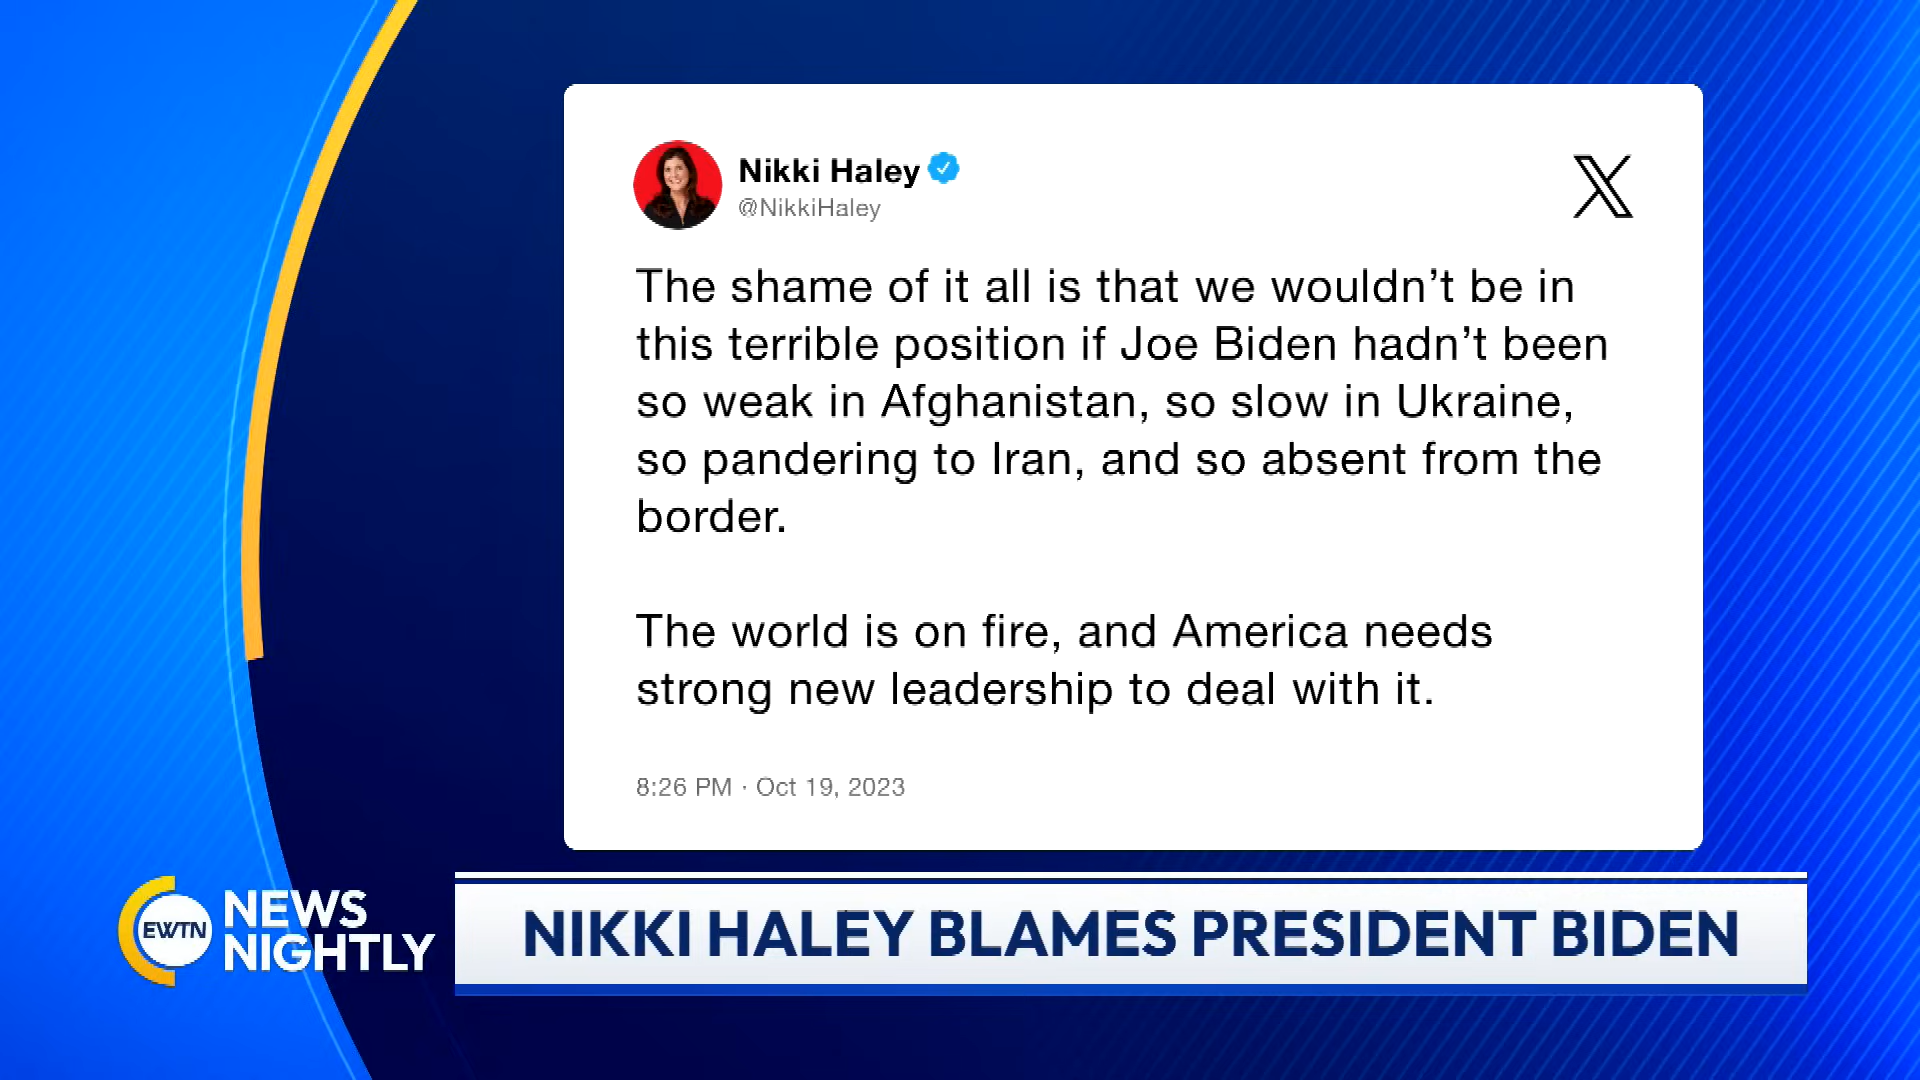 Nikki Haley
@NikkiHaley
The shame of it all is that we wouldn’t be in
this terrible position if Joe Biden hadn’t been
so weak in Afghanistan, so slow in Ukraine,
so pandering to Iran, and so absent from the
border.
The world is on fire, and America needs
strong new leadership to deal with it.
8:26 PM · Oct 19, 2023
EWTN
NEWS
NIGHTLY
NIKKI HALEY BLAMES PRESIDENT BIDEN